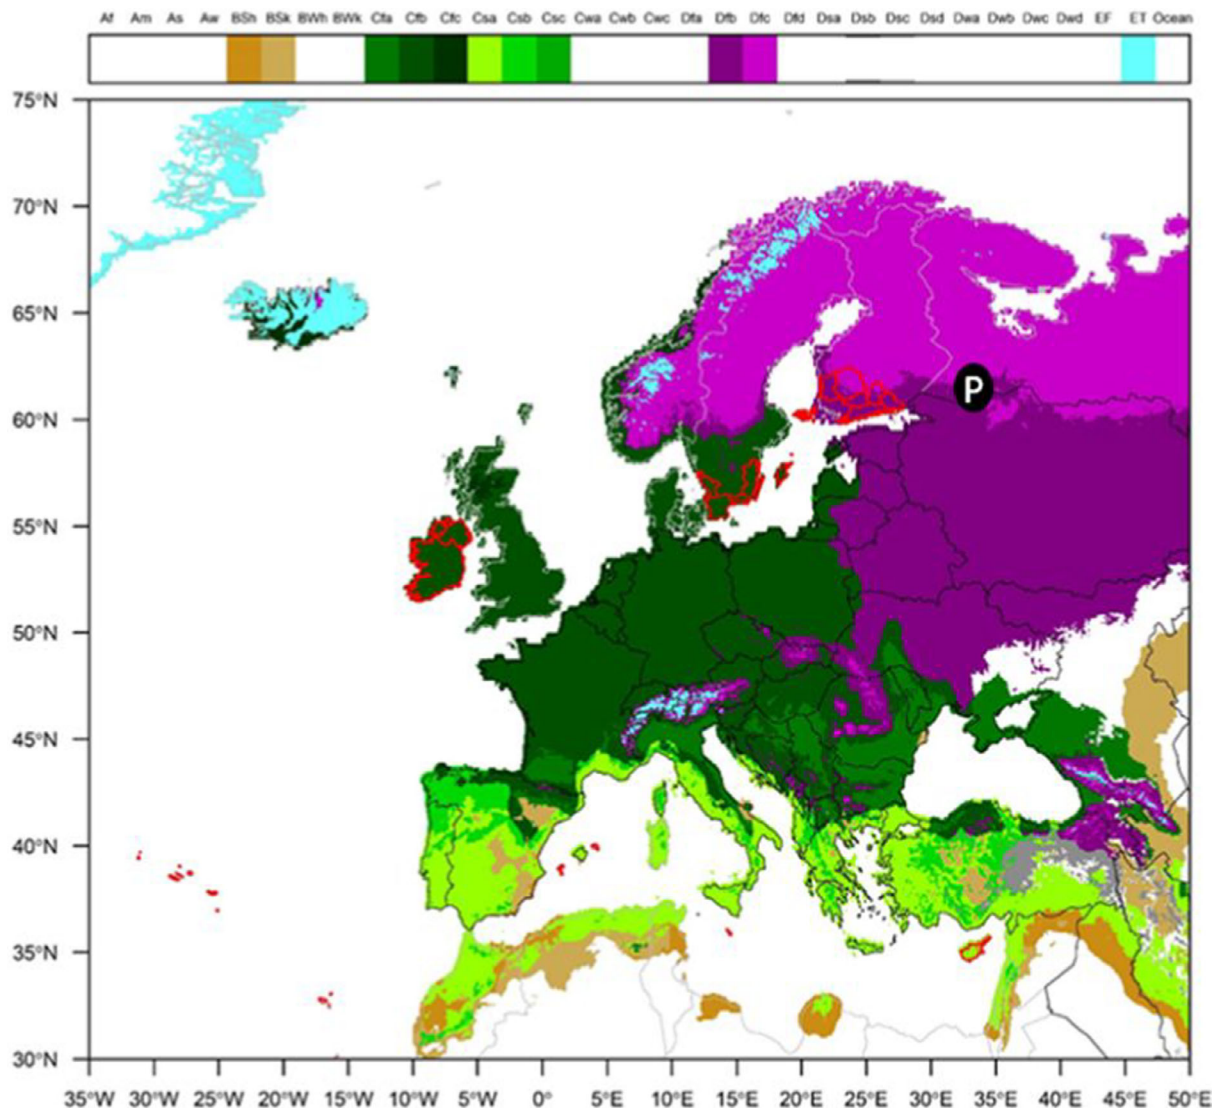 Af Am As Aw BSh BSk BWh BWk Cfa Cfb Cfc Csa Csb Csc Cwa Cwb Cwc Dfa Dfb Dfc Dfd Dsa Dsb Dsc Dsd Dwa Dwb Dwc Dwd EF ET Ocean
75°N
70°N
65°N
P
60°N
55°N
50°N
45°N
40°N
35°N
30°N
35°W 30°W 25°W 20°W 15°W 10°W 5°W 0° 5°E 10°E 15°E 20°E 25°E 30°E 35°E 40°E 45°E 50°E